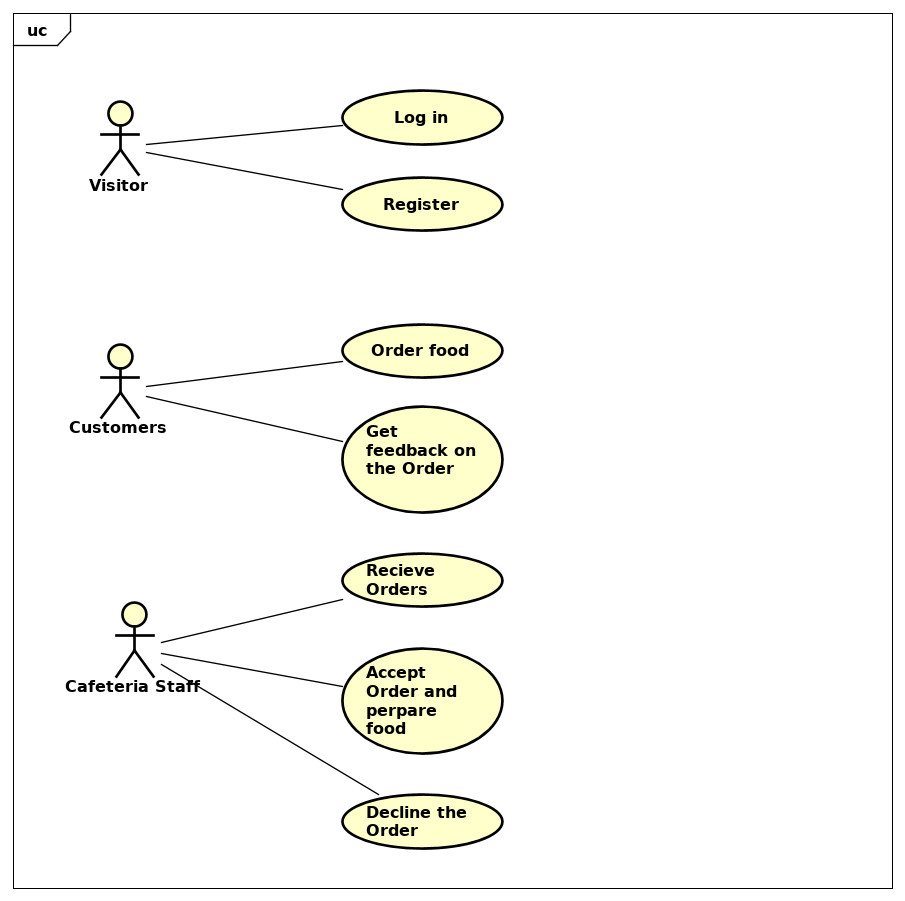 uc
Log in
Visitor
Register
Order food
Customers
Get
feedback on
the Order
Recieve
Orders
Cafeteria Staff
Accept
Order and
perpare
food
Decline the
Order